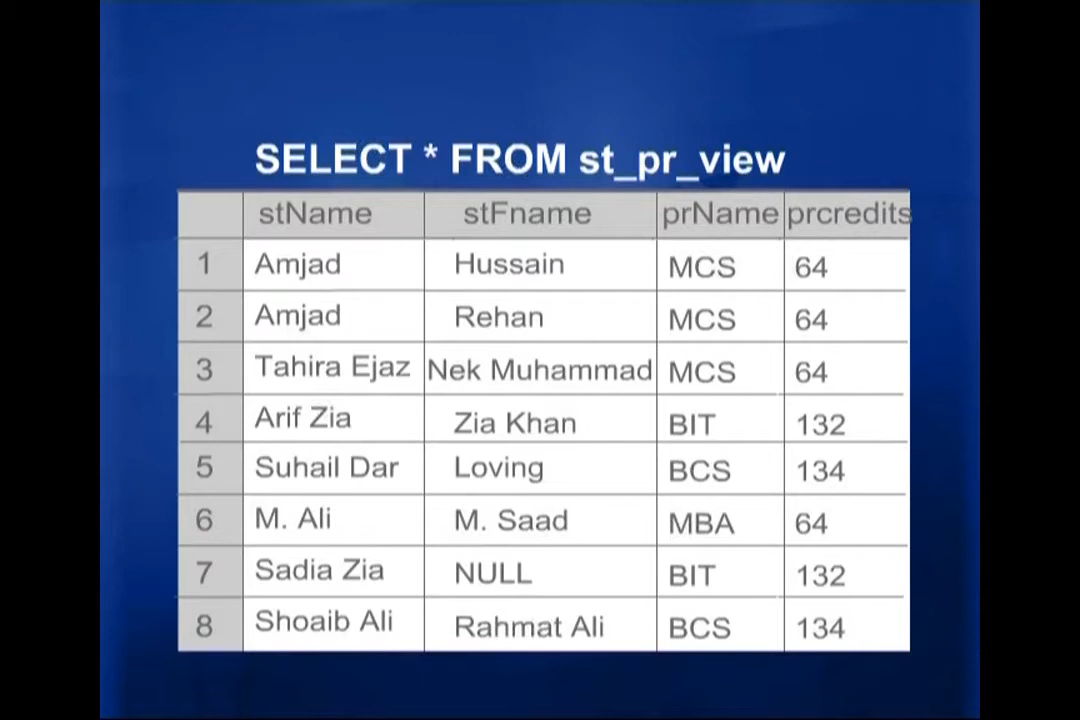 SELECT * FROM st_pr_view
stName stFname prName prcredits
1 Amjad Hussain MCS 64
2 Amjad Rehan MCS 64
3 Tahira Ejaz Nek Muhammad MCS 64
4 Arif Zia Zia Khan BIT 132
5 Suhail Dar Loving BCS 134
6 M. Ali M. Saad MBA 64
7 Sadia Zia NULL BIT 132
8 Shoaib Ali Rahmat Ali BCS 134